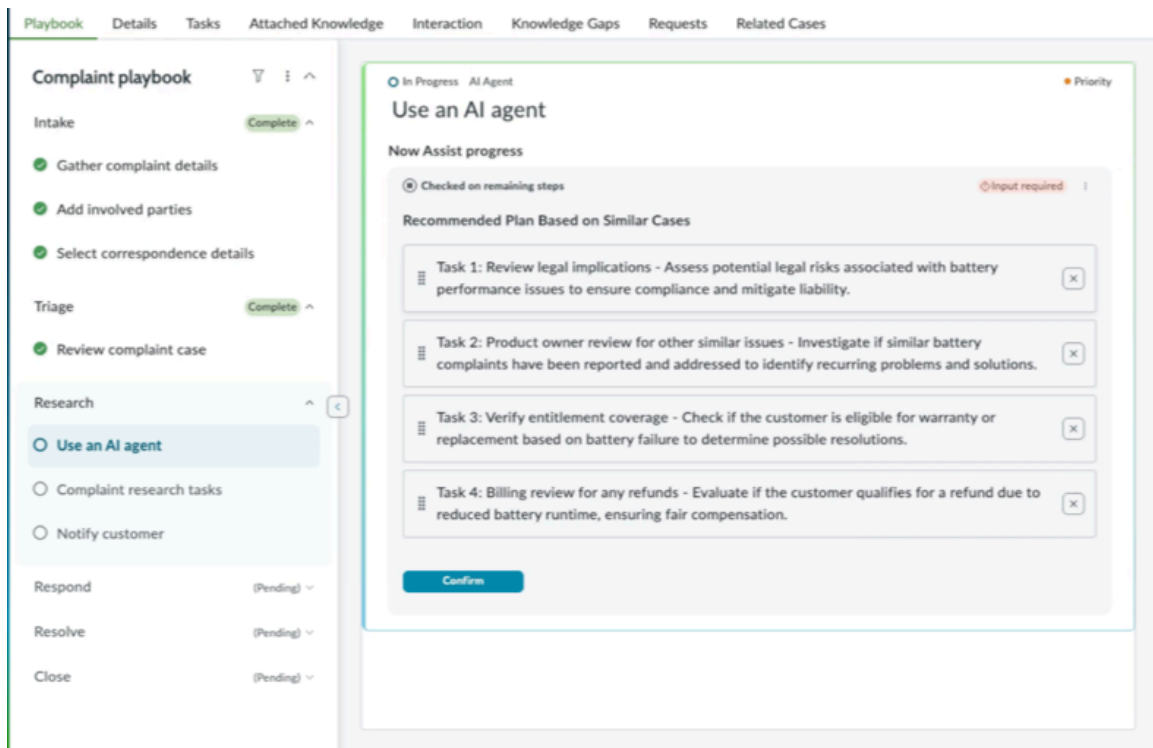 Playbook Details Tasks Attached Knowledge Interaction Knowledge Gaps Requests Related Cases
Complaint playbook
Intake Complete
Gather complaint details
Add involved parties
Select correspondence details
Triage Complete
Review complaint case
Research
Use an AI agent
Complaint research tasks
Notify customer
Respond (Pending)
Resolve (Pending)
Close (Pending)
In Progress AI Agent Priority
Use an AI agent
Now Assist progress
Checked on remaining steps Input required
Recommended Plan Based on Similar Cases
Task 1: Review legal implications - Assess potential legal risks associated with battery
performance issues to ensure compliance and mitigate liability.
Task 2: Product owner review for other similar issues - Investigate if similar battery
complaints have been reported and addressed to identify recurring problems and solutions.
Task 3: Verify entitlement coverage - Check if the customer is eligible for warranty or
replacement based on battery failure to determine possible resolutions.
Task 4: Billing review for any refunds - Evaluate if the customer qualifies for a refund due to
reduced battery runtime, ensuring fair compensation.
Confirm